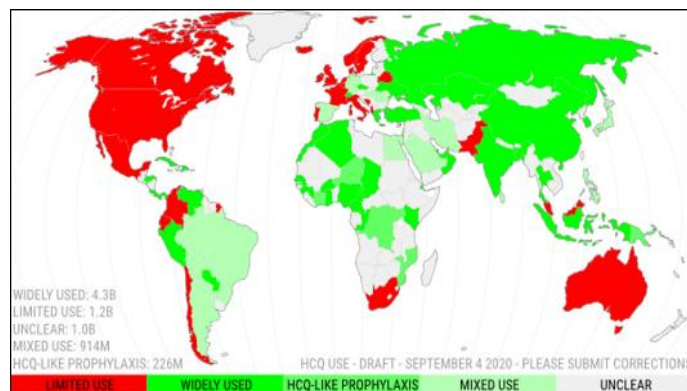 WIDELY USED: 4.3B
LIMITED USE: 1.2B
UNCLEAR: 1.0B
MIXED USE: 914M
HCQ-LIKE PROPHYLAXIS: 226M
HCQ USE - DRAFT - SEPTEMBER 4 2020 - PLEASE SUBMIT CORRECTIONS
LIMITED USE WIDELY USED HCQ-LIKE PROPHYLAXIS MIXED USE UNCLEAR